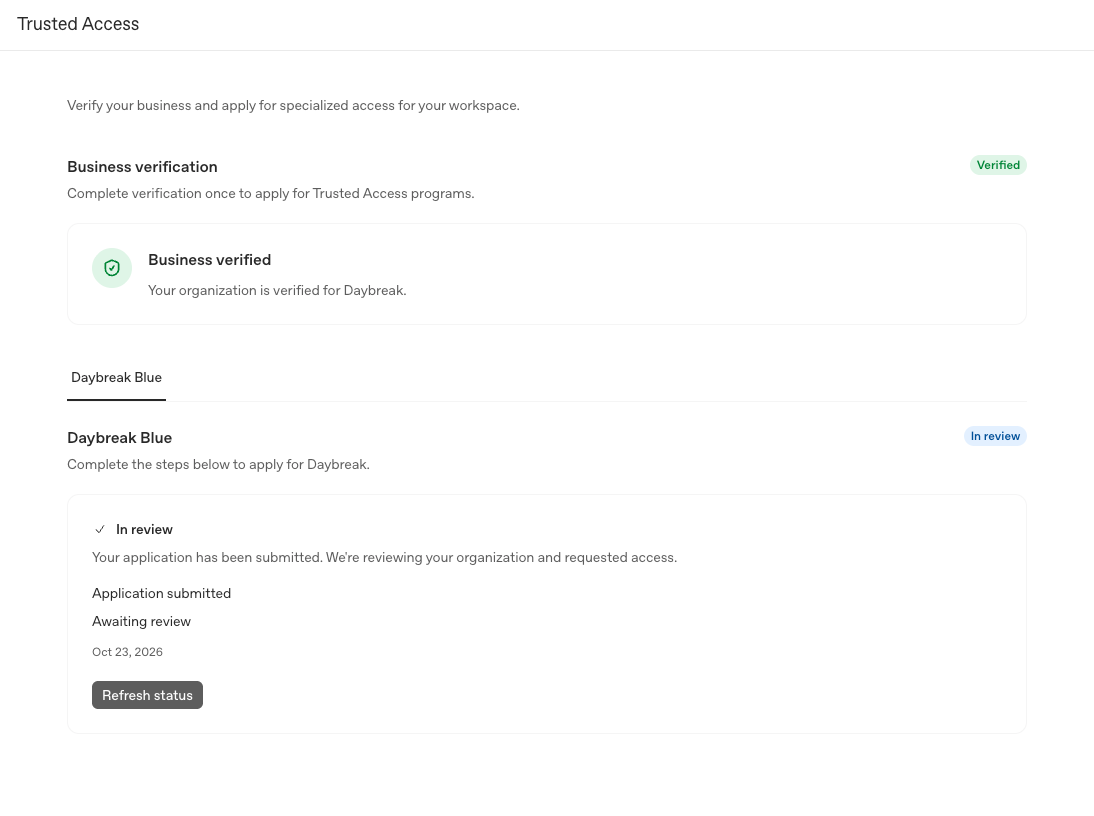 Trusted Access
Verify your business and apply for specialized access for your workspace.
Business verification
Verified
Complete verification once to apply for Trusted Access programs.
Business verified
Your organization is verified for Daybreak.
Daybreak Blue
Daybreak Blue
In review
Complete the steps below to apply for Daybreak.
In review
Your application has been submitted. We're reviewing your organization and requested access.
Application submitted
Awaiting review
Oct 23, 2026
Refresh status